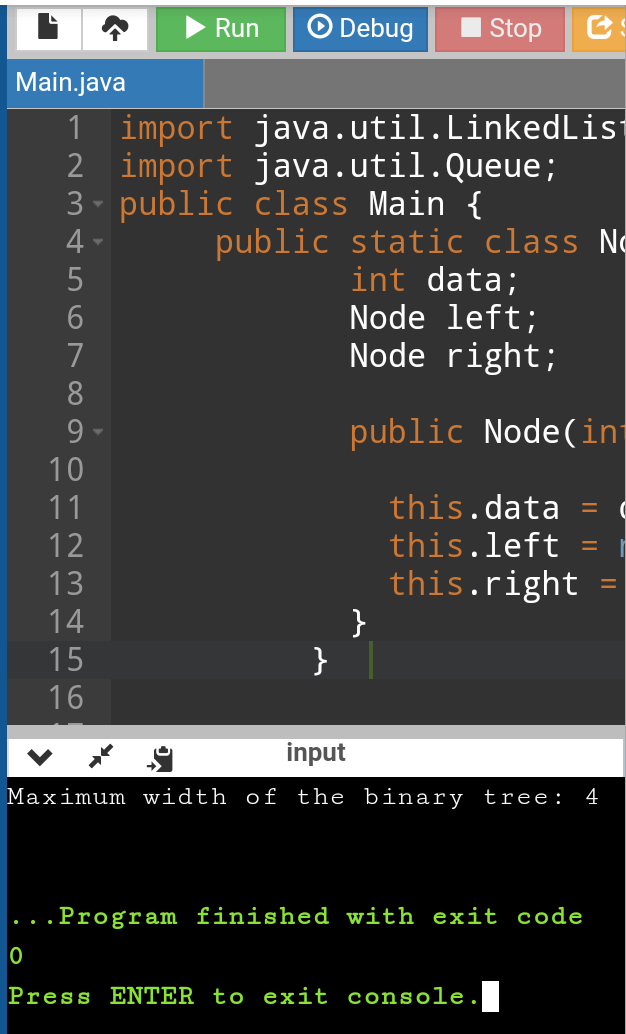 Run Debug Stop
Main.java
1 import java.util.LinkedList
2 import java.util.Queue;
3 public class Main {
4 public static class No
5 int data;
6 Node left;
7 Node right;
8
9 public Node(int
10
11 this.data =
12 this.left =
13 this.right =
14 }
15 }
16
input
Maximum width of the binary tree: 4
...Program finished with exit code
0
Press ENTER to exit console.